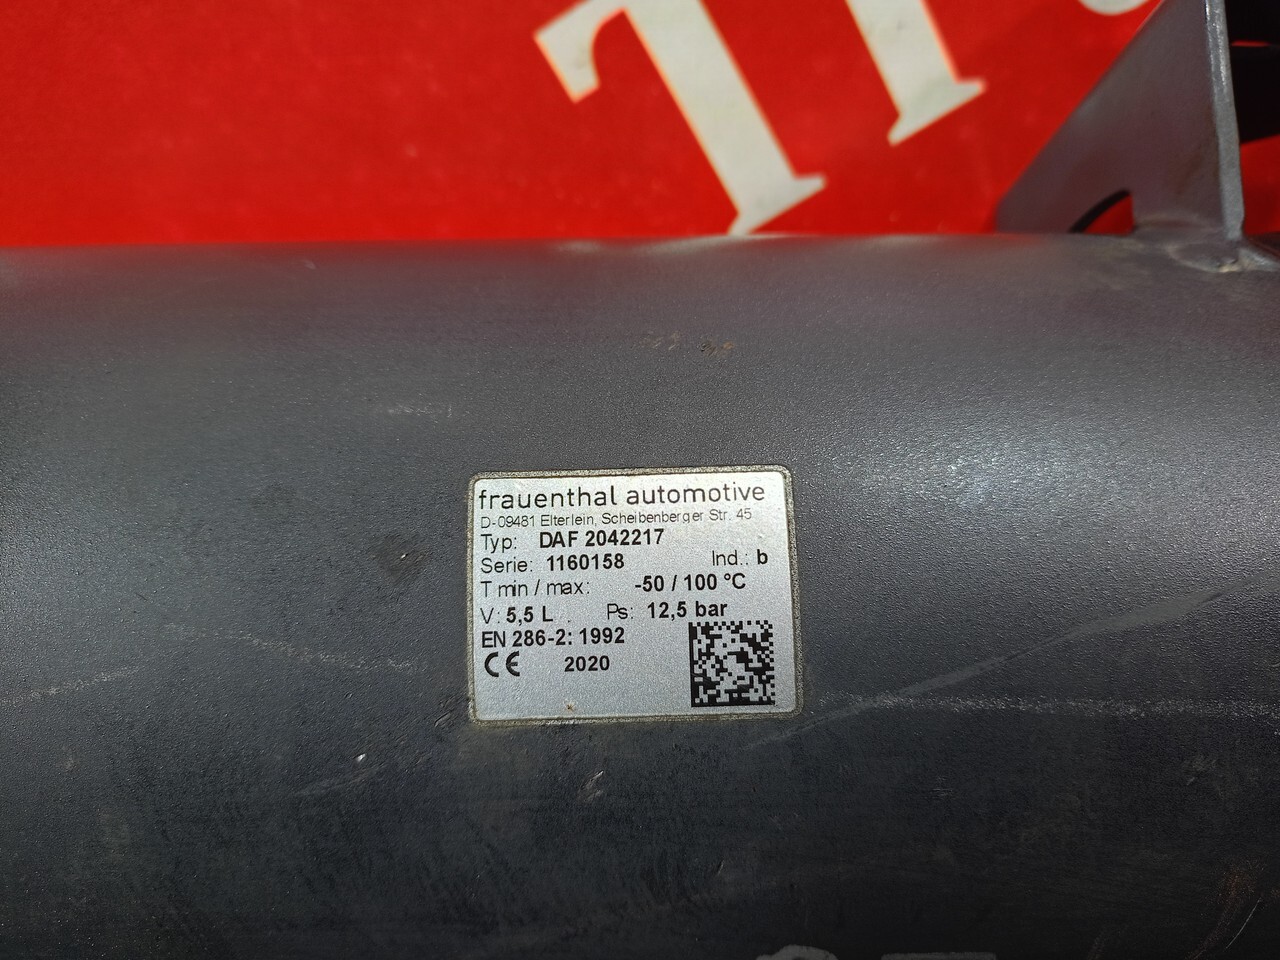 frauenthal automotive
D-09481 Elterlein, Scheibenberger Str. 45
Typ: DAF 2042217
Serie: 1160158 Ind.: b
T min / max: -50 / 100 °C
V: 5,5 L . Ps: 12,5 bar
EN 286-2: 1992
CE 2020